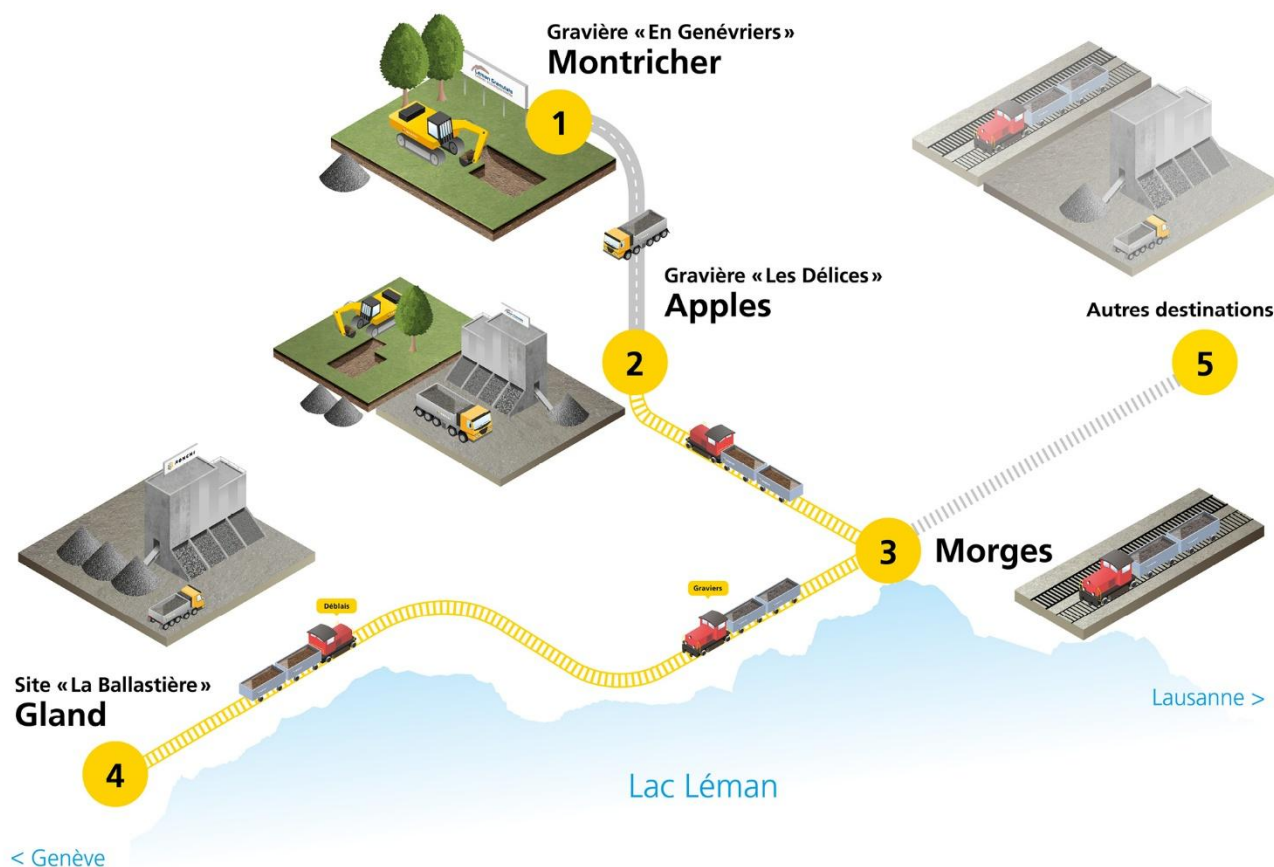 Gravière «En Genévriers»
Montricher
1
Gravière «Les Délices»
Apples
2
Autres destinations
5
3
Morges
Graviers
Déblais
Site «La Ballastière»
Gland
4
Lausanne >
Lac Léman
< Genève